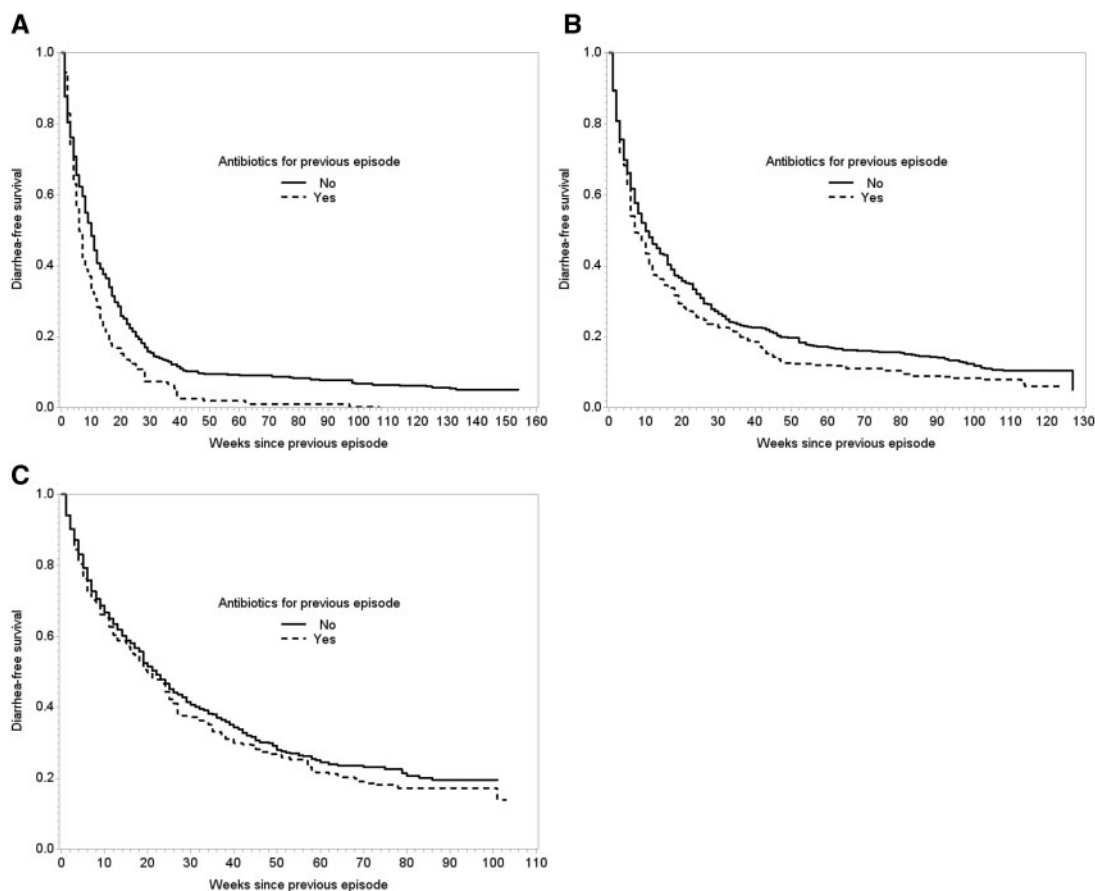 A
1.0
0.8
0.6
0.4
0.2
0.0
Diarrhea-free survival
Antibiotics for previous episode
No
Yes
0 10 20 30 40 50 60 70 80 90 100 110 120 130 140 150 160
Weeks since previous episode
B
1.0
0.8
0.6
0.4
0.2
0.0
Diarrhea-free survival
Antibiotics for previous episode
No
Yes
0 10 20 30 40 50 60 70 80 90 100 110 120 130
Weeks since previous episode
C
1.0
0.8
0.6
0.4
0.2
0.0
Diarrhea-free survival
Antibiotics for previous episode
No
Yes
0 10 20 30 40 50 60 70 80 90 100 110
Weeks since previous episode